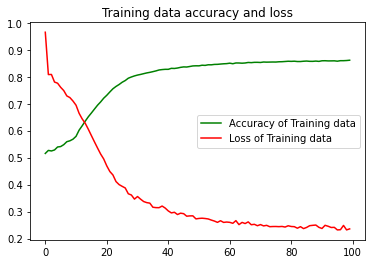 Training data accuracy and loss
1.0
0.9
0.8
0.7
0.6
0.5
0.4
0.3
0.2
Accuracy of Training data
Loss of Training data
0 20 40 60 80 100